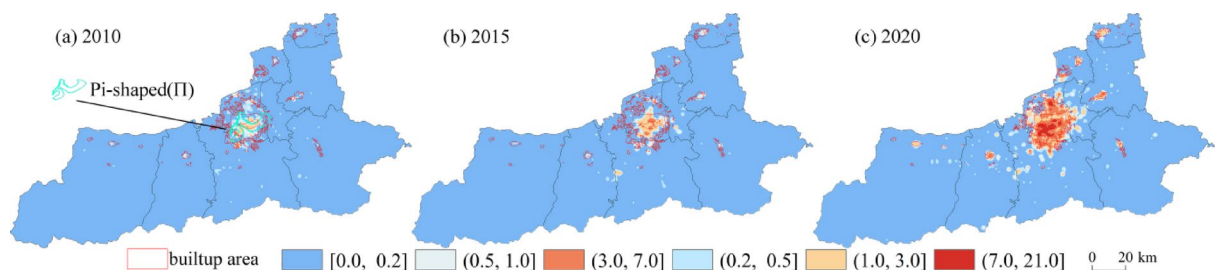 (a) 2010
(b) 2015
(c) 2020
Pi-shaped(Π)
builtup area
[0.0, 0.2]
(0.5, 1.0]
(3.0, 7.0]
(0.2, 0.5]
(1.0, 3.0]
(7.0, 21.0]
0 20 km